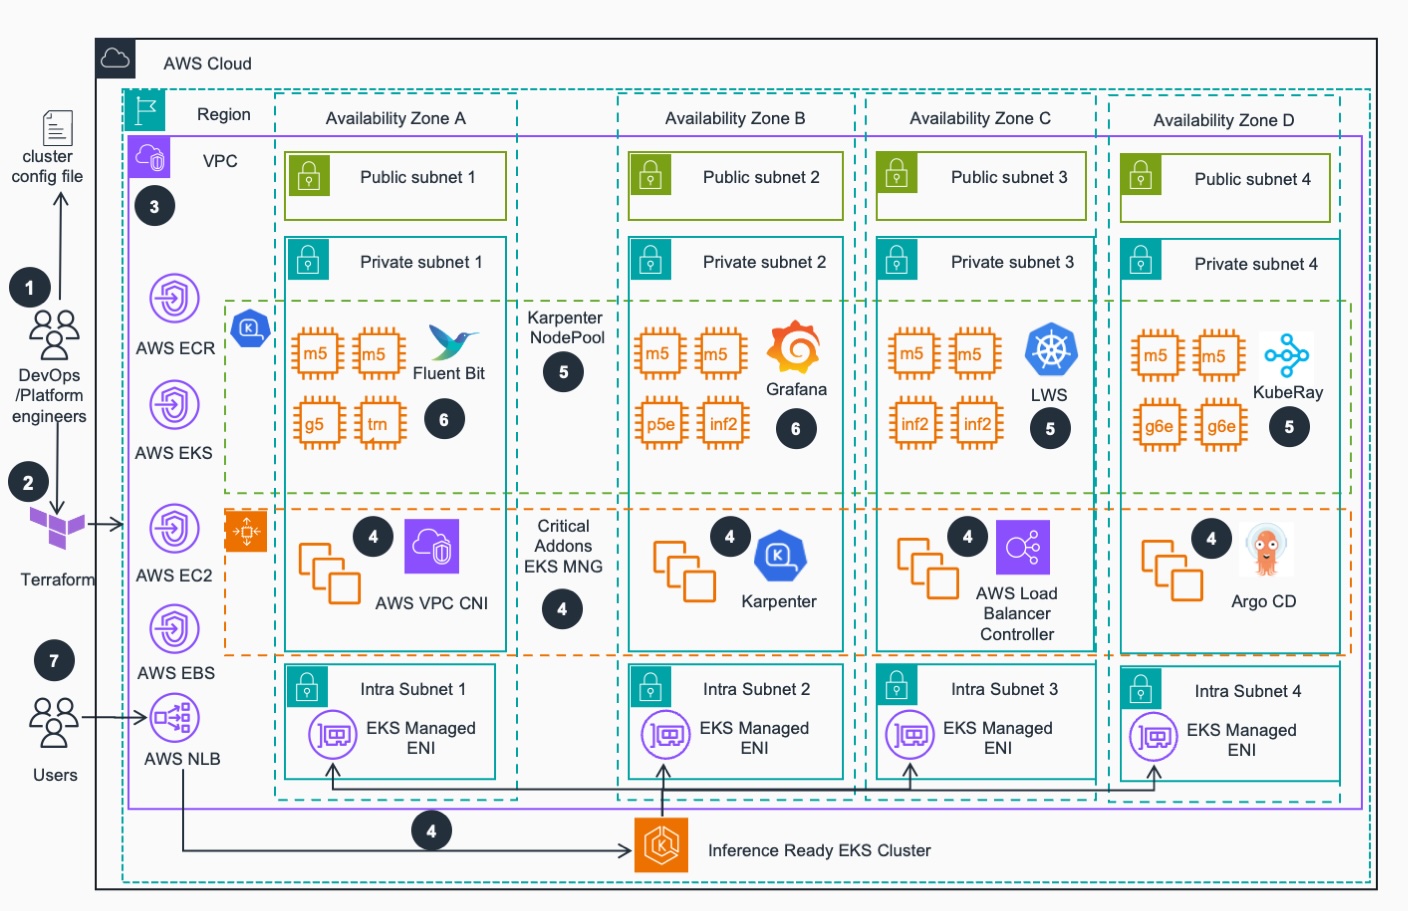 AWS Cloud
Region
Availability Zone A
Availability Zone B
Availability Zone C
Availability Zone D
cluster
config file
VPC
3
Public subnet 1
Public subnet 2
Public subnet 3
Public subnet 4
Private subnet 1
Private subnet 2
Private subnet 3
Private subnet 4
1
DevOps
/Platform
engineers
2
Terraform
7
Users
AWS ECR
AWS EKS
AWS EC2
AWS EBS
AWS NLB
K
m5
m5
Fluent Bit
g5
trn
1
6
Karpenter
NodePool
5
m5
m5
Grafana
p5e
inf2
6
m5
m5
LWS
inf2
inf2
5
m5
m5
KubeRay
g6e
g6e
5
4
AWS VPC CNI
Critical
Addons
EKS MNG
4
4
K
Karpenter
4
AWS Load
Balancer
Controller
4
Argo CD
Intra Subnet 1
EKS Managed
ENI
Intra Subnet 2
EKS Managed
ENI
Intra Subnet 3
EKS Managed
ENI
Intra Subnet 4
EKS Managed
ENI
4
K
Inference Ready EKS Cluster